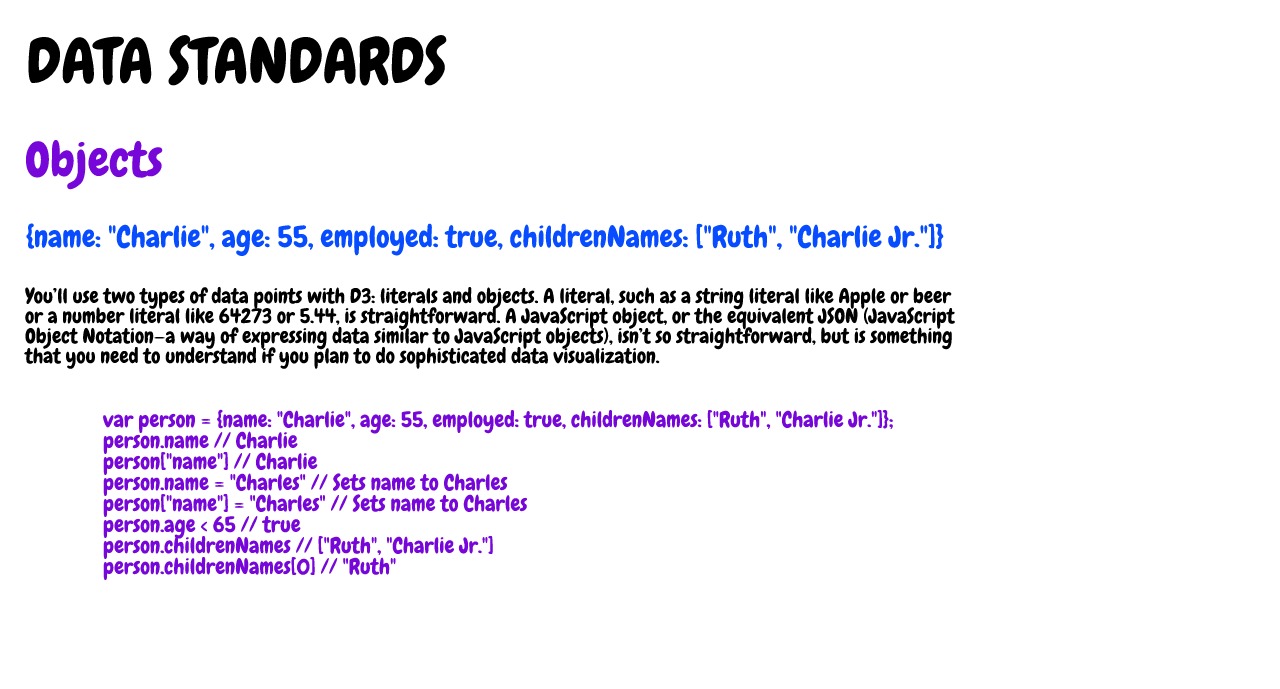 DATA STANDARDS
Objects
{name: "Charlie", age: 55, employed: true, childrenNames: ["Ruth", "Charlie Jr."]}
You'll use two types of data points with D3: literals and objects. A literal, such as a string literal like Apple or beer
or a number literal like 64273 or 5.44, is straightforward. A JavaScript object, or the equivalent JSON (JavaScript
Object Notation—a way of expressing data similar to JavaScript objects), isn't so straightforward, but is something
that you need to understand if you plan to do sophisticated data visualization.
var person = {name: "Charlie", age: 55, employed: true, childrenNames: ["Ruth", "Charlie Jr."]};
person.name // Charlie
person["name"] // Charlie
person.name = "Charles" // Sets name to Charles
person["name"] = "Charles" // Sets name to Charles
person.age < 65 // true
person.childrenNames // ["Ruth", "Charlie Jr."]
person.childrenNames[0] // "Ruth"